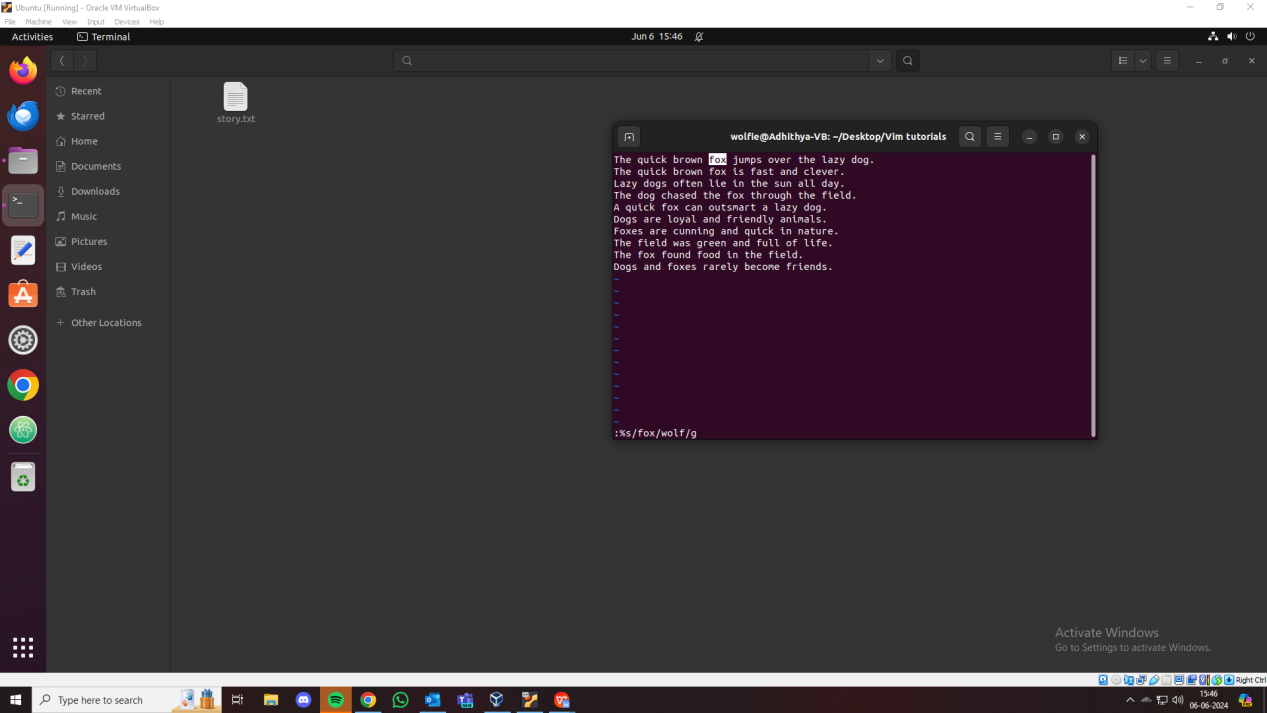 Ubuntu [Running] - Oracle VM VirtualBox
File Machine View Input Devices Help
Activities Terminal Jun 6 15:46
Recent
Starred
Home
Documents
Downloads
Music
Pictures
Videos
Trash
Other Locations
story.txt
wolfie@Adhithya-VB: ~/Desktop/Vim tutorials
The quick brown fox jumps over the lazy dog.
The quick brown fox is fast and clever.
Lazy dogs often lie in the sun all day.
The dog chased the fox through the field.
A quick fox can outsmart a lazy dog.
Dogs are loyal and friendly animals.
Foxes are cunning and quick in nature.
The field was green and full of life.
The fox found food in the field.
Dogs and foxes rarely become friends.
~
~
~
~
~
~
~
~
~
~
~
~
~
:%s/fox/wolf/g
Activate Windows
Go to Settings to activate Windows.
Right Ctrl
Type here to search
15:46
06-06-2024